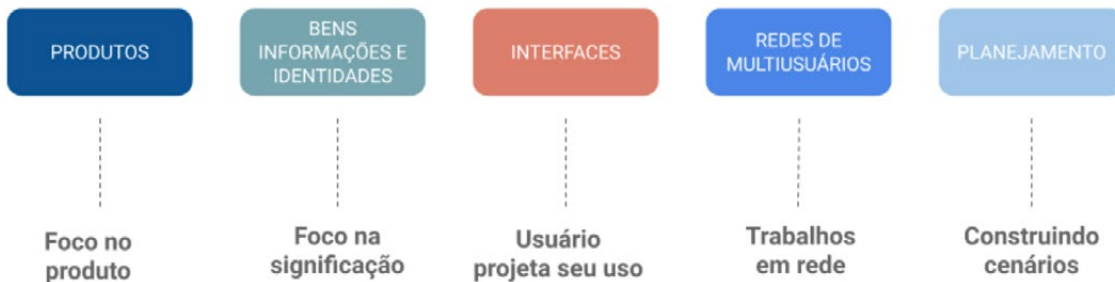 PRODUTOS
BENS
INFORMAÇÕES E
IDENTIDADES
INTERFACES
REDES DE
MULTIUSUÁRIOS
PLANEJAMENTO
Foco no
produto
Foco na
significação
Usuário
projeta seu uso
Trabalhos
em rede
Construindo
cenários